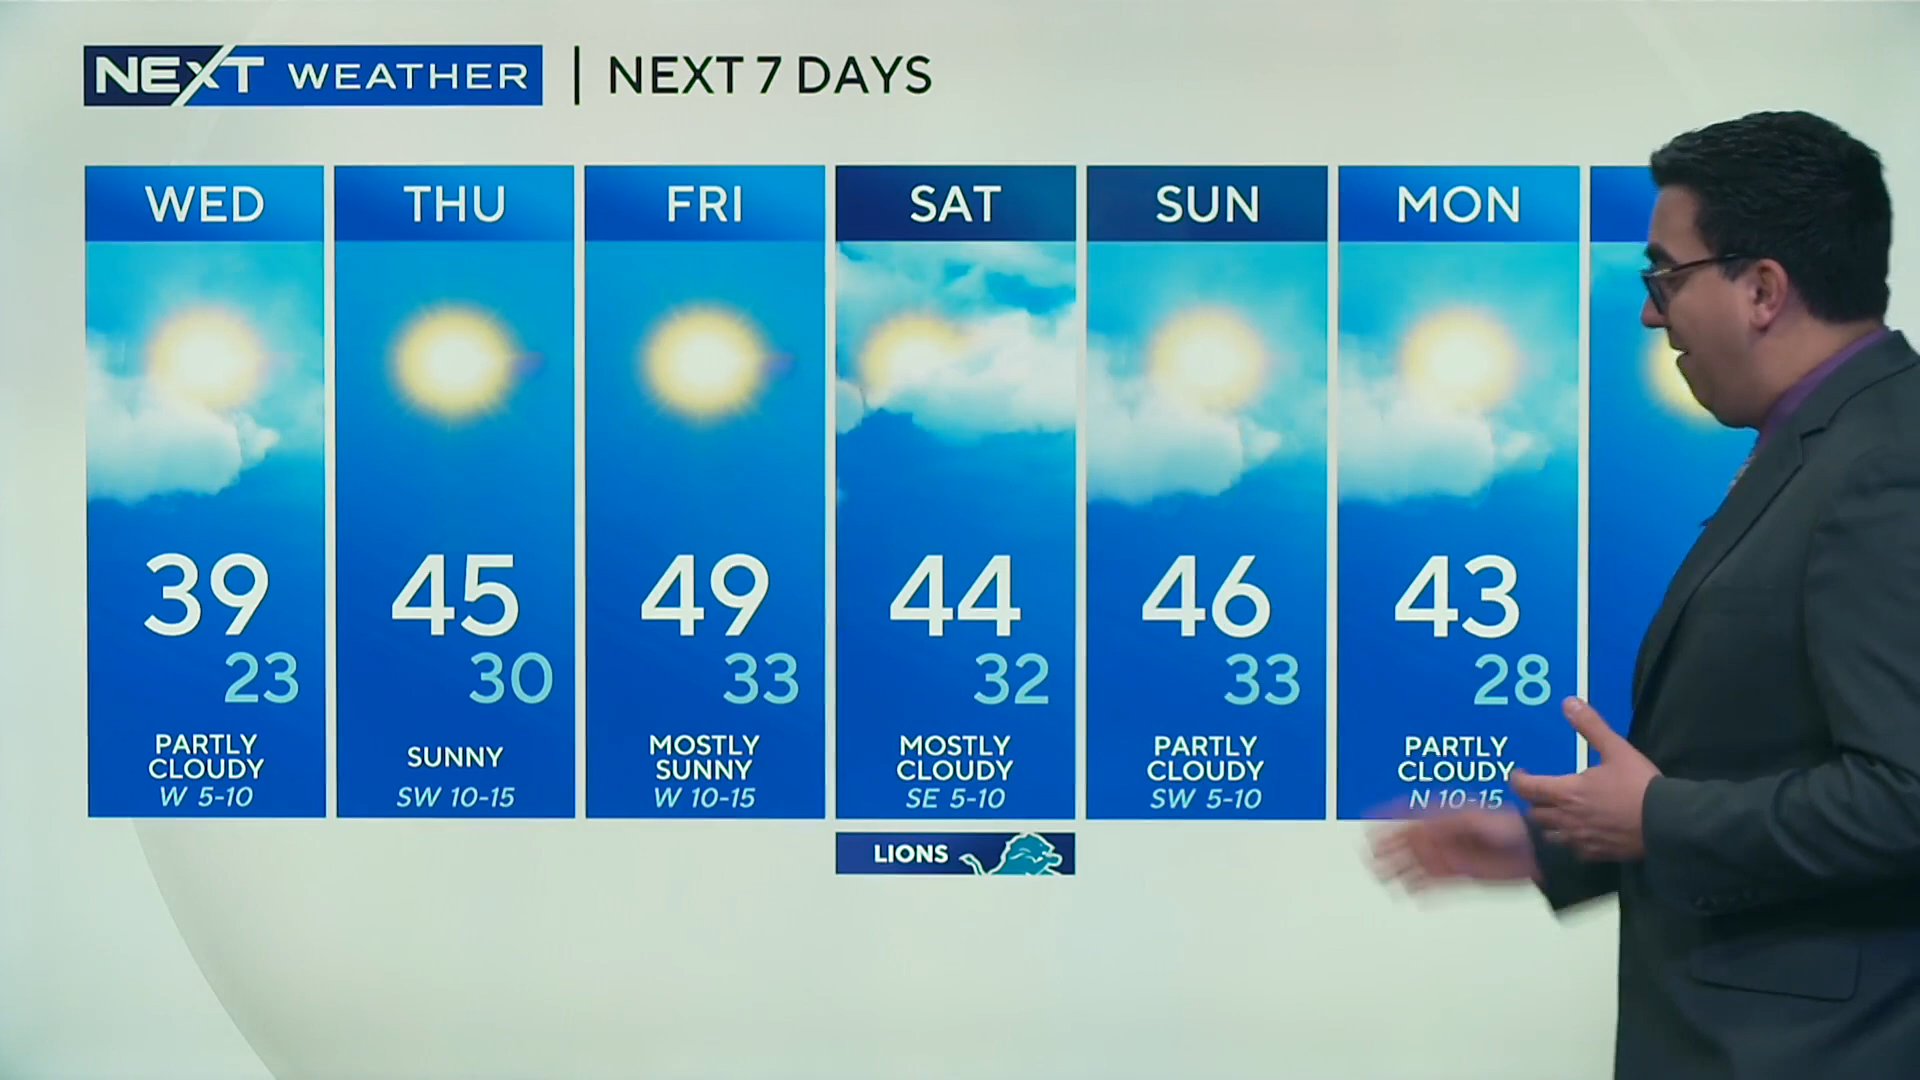 NEXT WEATHER | NEXT 7 DAYS
WED
39
23
PARTLY
CLOUDY
W 5-10
THU
45
30
SUNNY
SW 10-15
FRI
49
33
MOSTLY
SUNNY
W 10-15
SAT
44
32
MOSTLY
CLOUDY
SE 5-10
LIONS
SUN
46
33
PARTLY
CLOUDY
SW 5-10
MON
43
28
PARTLY
CLOUDY
N 10-15